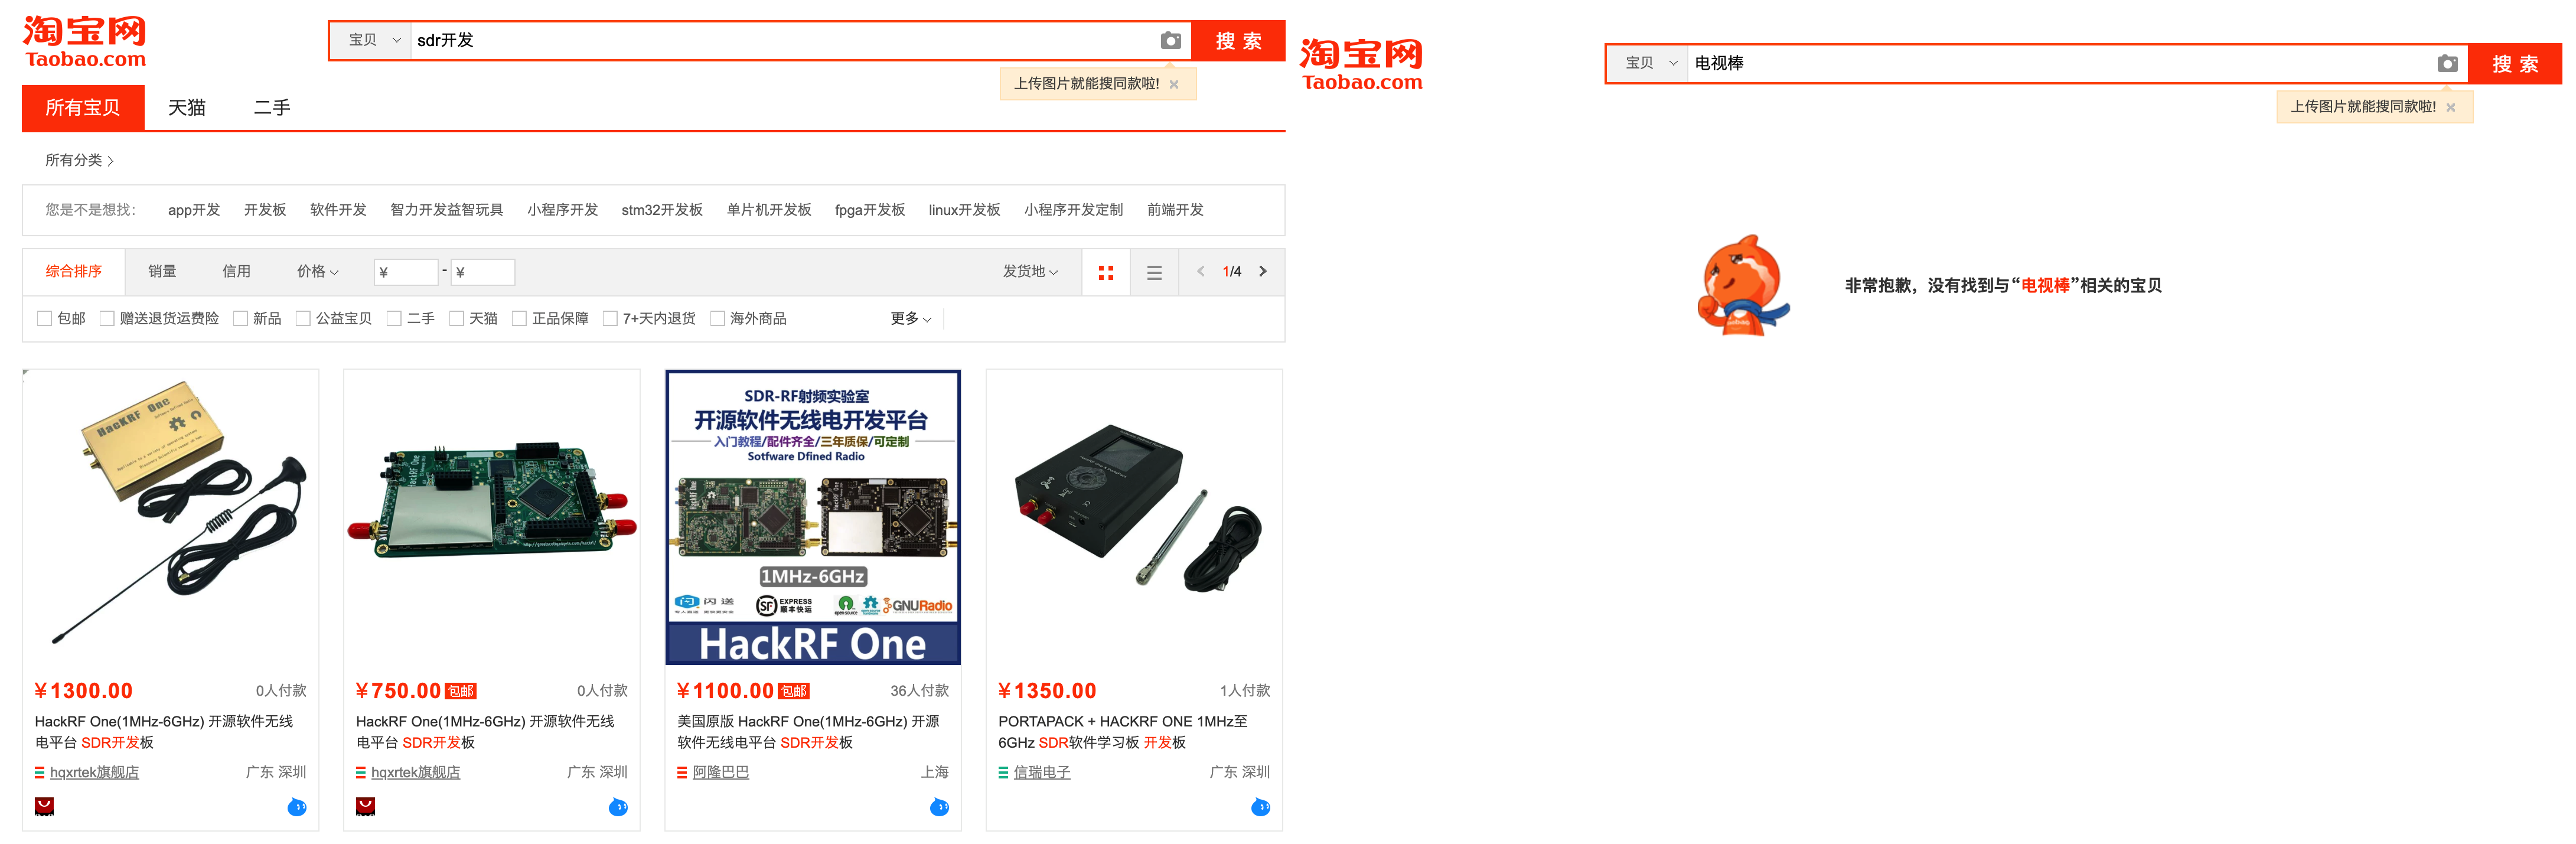 淘宝网
Taobao.com
宝贝
sdr开发
搜 索
上传图片就能搜同款啦!
所有宝贝
天猫
二手
所有分类
您是不是想找:
app开发
开发板
软件开发
智力开发益智玩具
小程序开发
stm32开发板
单片机开发板
fpga开发板
linux开发板
小程序开发定制
前端开发
综合排序
销量
信用
价格
¥
-
¥
发货地
1/4
包邮
赠送退货运费险
新品
公益宝贝
二手
天猫
正品保障
7+天内退货
海外商品
更多
HackRF One
HackRF One
SDR-RF射频实验室
开源软件无线电开发平台
入门教程/配件齐全/三年质保/可定制
Sotfware Dfined Radio
1MHz-6GHz
闪送
SF EXPRESS
顺丰快运
GNURadio
HackRF One
¥1300.00
0人付款
HackRF One(1MHz-6GHz) 开源软件无线
电平台 SDR开发板
hqxrtek旗舰店
广东 深圳
¥750.00
包邮
0人付款
HackRF One(1MHz-6GHz) 开源软件无线
电平台 SDR开发板
hqxrtek旗舰店
广东 深圳
¥1100.00
包邮
36人付款
美国原版 HackRF One(1MHz-6GHz) 开源
软件无线电平台 SDR开发板
阿隆巴巴
上海
¥1350.00
1人付款
PORTAPACK + HACKRF ONE 1MHz至
6GHz SDR软件学习板 开发板
信瑞电子
广东 深圳
淘宝网
Taobao.com
宝贝
电视棒
搜 索
上传图片就能搜同款啦!
非常抱歉，没有找到与“电视棒”相关的宝贝